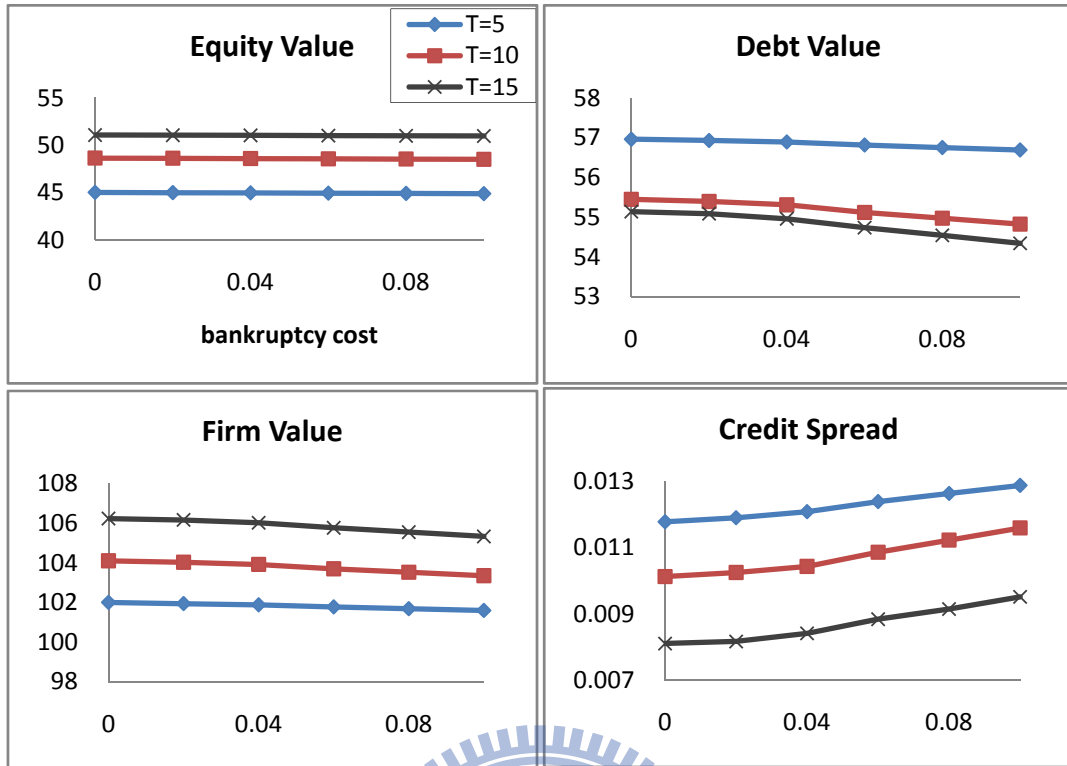 Equity Value
T=5
T=10
T=15
55
50
45
40
0 0.04 0.08
bankruptcy cost
Debt Value
58
57
56
55
54
53
0 0.04 0.08
Firm Value
108
106
104
102
100
98
0 0.04 0.08
Credit Spread
0.013
0.011
0.009
0.007
0 0.04 0.08